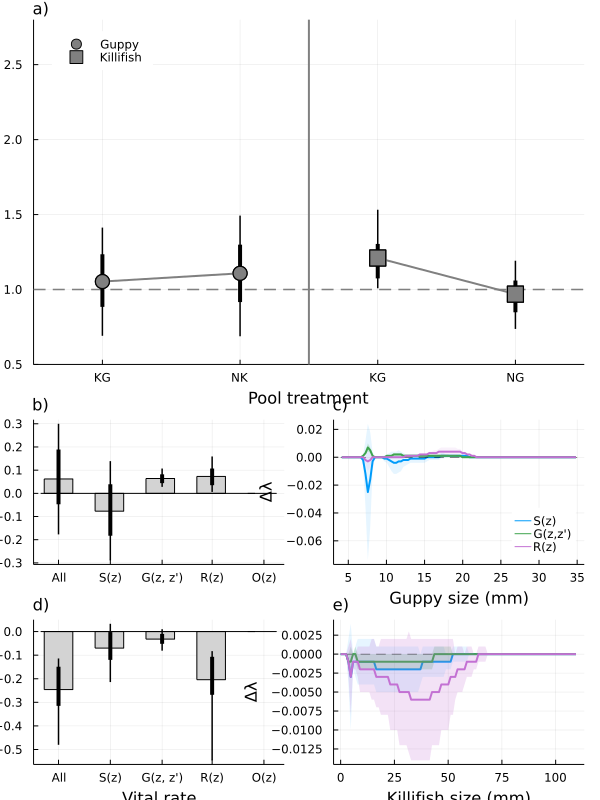 a)
Guppy
Killifish
2.5
2.0
1.5
1.0
0.5
KG
NK
KG
NG
Pool treatment
b)
0.3
0.2
0.1
0.0
−0.1
−0.2
−0.3
All
S(z)
G(z, z')
R(z)
O(z)
c)
Δλ
0.02
0.00
−0.02
−0.04
−0.06
S(z)
G(z,z')
R(z)
5
10
15
20
25
30
35
Guppy size (mm)
d)
0.0
−0.1
−0.2
−0.3
−0.4
−0.5
All
S(z)
G(z, z')
R(z)
O(z)
Vital rate
e)
Δλ
0.0025
0.0000
−0.0025
−0.0050
−0.0075
−0.0100
−0.0125
0
25
50
75
100
Killifish size (mm)